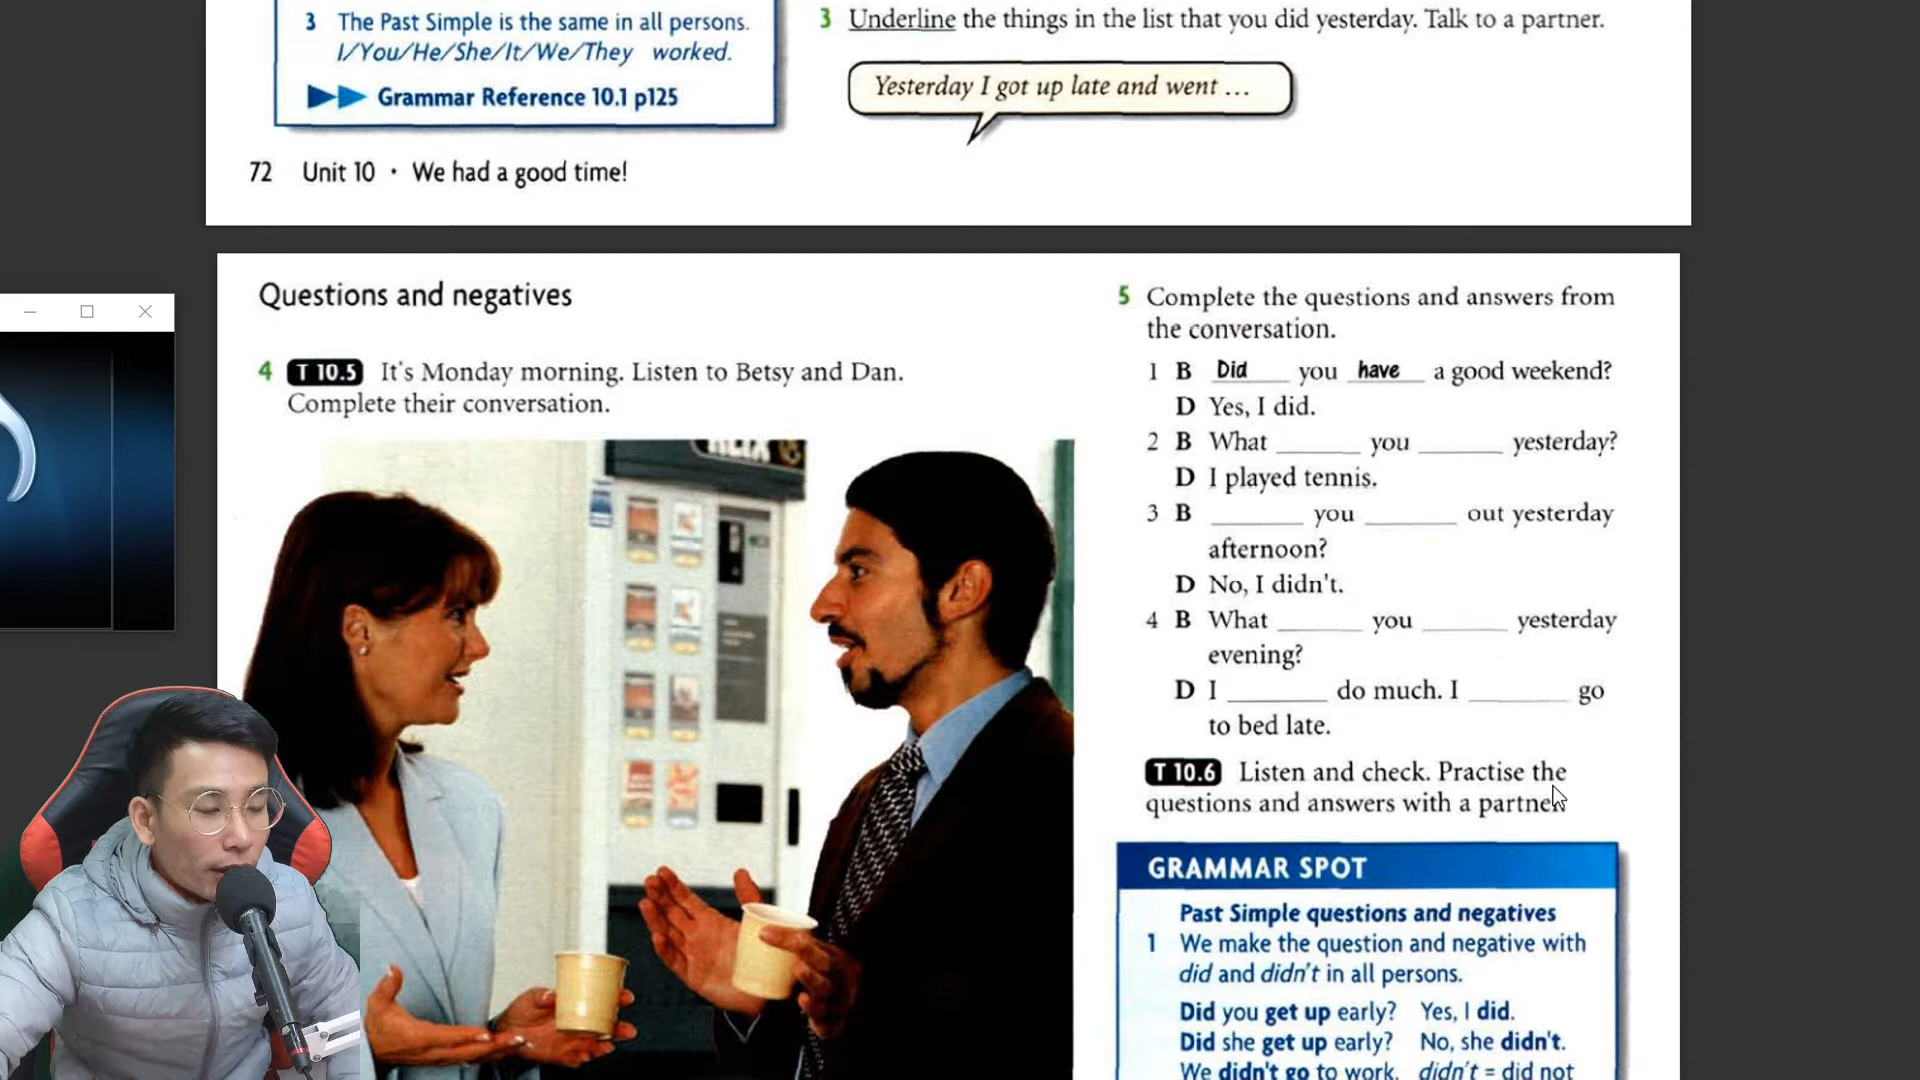 3 The Past Simple is the same in all persons.
I/You/He/She/It/We/They worked.
Grammar Reference 10.1 p125
3 Underline the things in the list that you did yesterday. Talk to a partner.
Yesterday I got up late and went ...
72 Unit 10 • We had a good time!
Questions and negatives
4 T 10.5 It's Monday morning. Listen to Betsy and Dan.
Complete their conversation.
5 Complete the questions and answers from
the conversation.
1 B Did you have a good weekend?
D Yes, I did.
2 B What ______ you ______ yesterday?
D I played tennis.
3 B ______ you ______ out yesterday
afternoon?
D No, I didn't.
4 B What ______ you ______ yesterday
evening?
D I ______ do much. I ______ go
to bed late.
T 10.6 Listen and check. Practise the
questions and answers with a partner.
GRAMMAR SPOT
Past Simple questions and negatives
1 We make the question and negative with
did and didn't in all persons.
Did you get up early? Yes, I did.
Did she get up early? No, she didn't.
We didn't go to work. didn't = did not